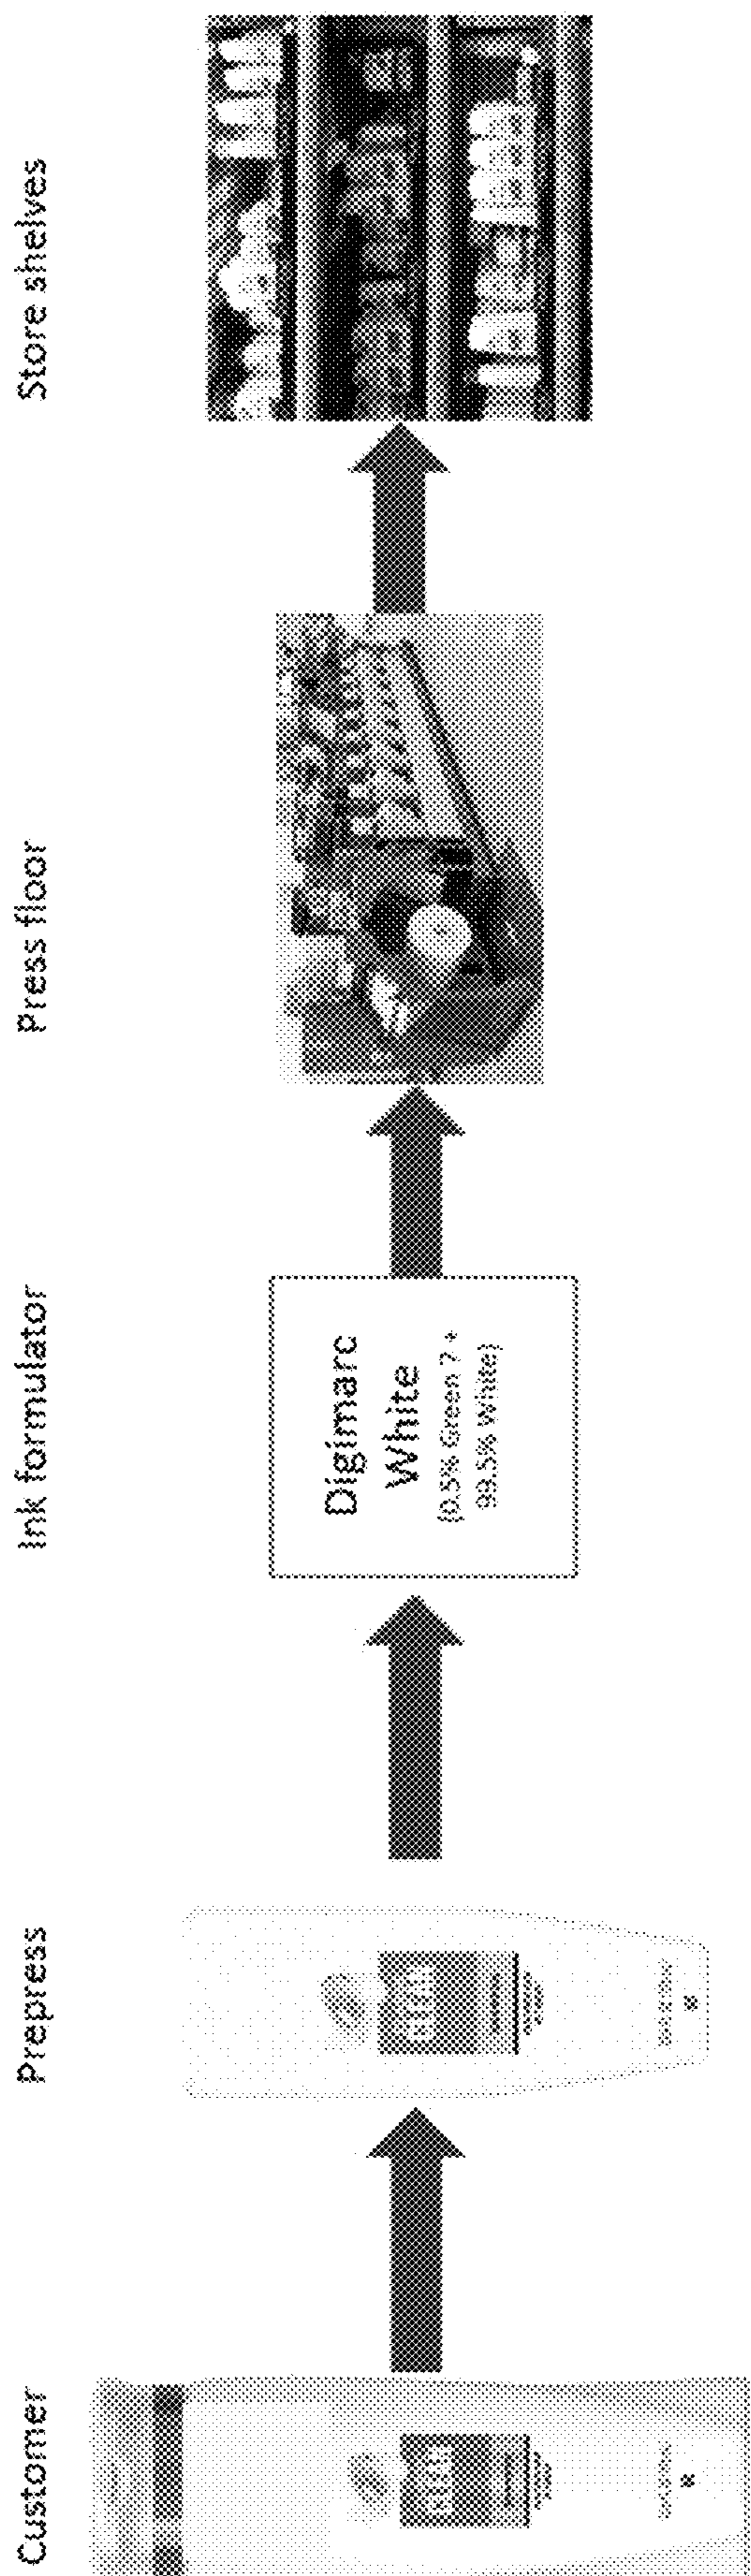 Customer
Prepress
Ink formulator
Press floor
Store shelves
Digimarc
White
(0.5% Green 7 +
99.5% White)